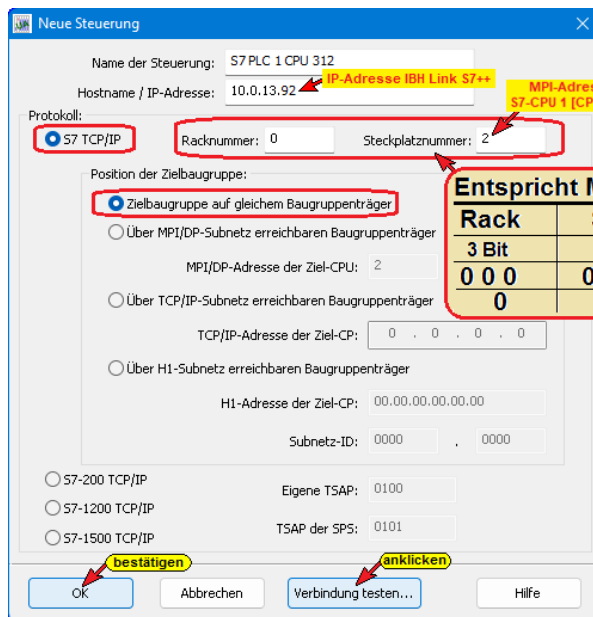 Neue Steuerung
Name der Steuerung: S7 PLC 1 CPU 312
IP-Adresse IBH Link S7++
Hostname / IP-Adresse: 10.0.13.92
MPI-Adres
S7-CPU 1 [CP
Protokoll:
S7 TCP/IP Racknummer: 0 Steckplatznummer: 2
Position der Zielbaugruppe:
Zielbaugruppe auf gleichem Baugruppenträger
Über MPI/DP-Subnetz erreichbaren Baugruppenträger
MPI/DP-Adresse der Ziel-CPU: 2
Über TCP/IP-Subnetz erreichbaren Baugruppenträger
TCP/IP-Adresse der Ziel-CP: 0 . 0 . 0 . 0
Über H1-Subnetz erreichbaren Baugruppenträger
H1-Adresse der Ziel-CP: 00.00.00.00.00.00
Subnetz-ID: 0000 . 0000
Entspricht M
Rack
3 Bit
0 0 0 0
0
S7-200 TCP/IP
S7-1200 TCP/IP
S7-1500 TCP/IP
Eigene TSAP: 0100
TSAP der SPS: 0101
bestätigen
anklicken
OK Abbrechen Verbindung testen... Hilfe